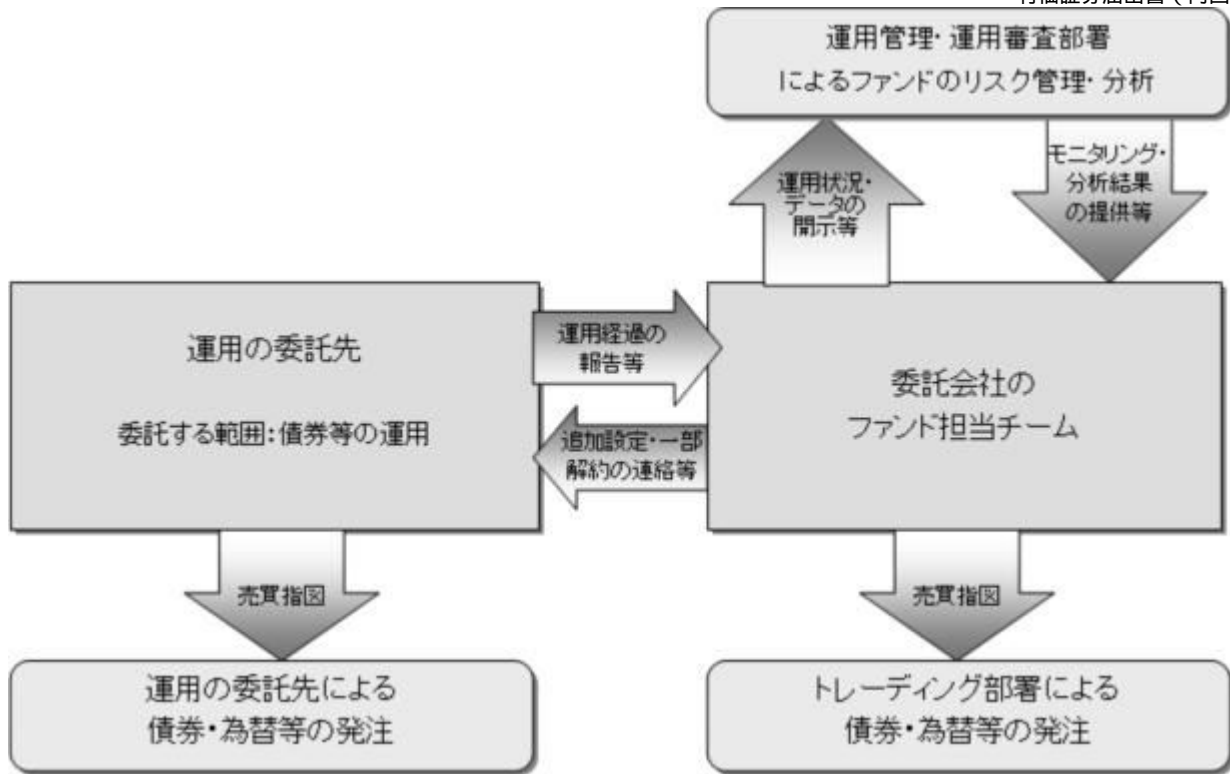 運用管理・運用審査部署
によるファンドのリスク管理・分析
運用状況・
データの
開示等
モニタリング・
分析結果
の提供等
運用の委託先
委託する範囲:債券等の運用
運用経過の
報告等
追加設定・一部
解約の連絡等
委託会社の
ファンド担当チーム
売買指図
売買指図
運用の委託先による
債券・為替等の発注
トレーディング部署による
債券・為替等の発注